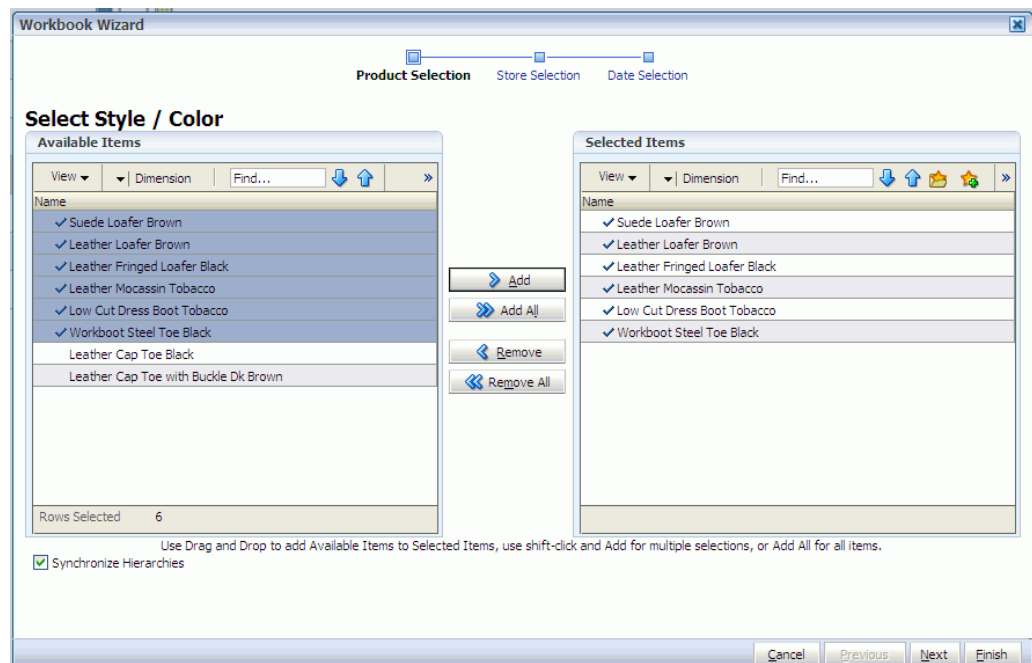 Workbook Wizard
Product Selection Store Selection Date Selection
Select Style / Color
Available Items
View Dimension Find... »
Name
Suede Loafer Brown
Leather Loafer Brown
Leather Fringed Loafer Black
Leather Mocassin Tobacco
Low Cut Dress Boot Tobacco
Workboot Steel Toe Black
Leather Cap Toe Black
Leather Cap Toe with Buckle Dk Brown
Rows Selected 6
Add
Add All
Remove
Remove All
Selected Items
View Dimension Find... »
Name
Suede Loafer Brown
Leather Loafer Brown
Leather Fringed Loafer Black
Leather Mocassin Tobacco
Low Cut Dress Boot Tobacco
Workboot Steel Toe Black
Use Drag and Drop to add Available Items to Selected Items, use shift-click and Add for multiple selections, or Add All for all items.
Synchronize Hierarchies
Cancel Previous Next Finish